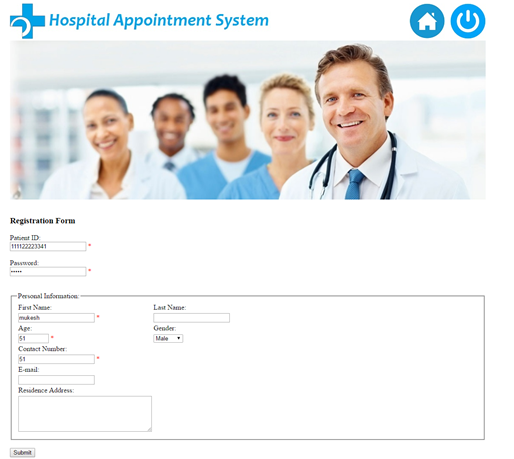 Hospital Appointment System
Registration Form
Patient ID:
111122223341 *
Password:
••••• *
Personal Information:
First Name: Last Name:
mukesh *
Age: Gender:
51 * Male
Contact Number:
51 *
E-mail:
Residence Address:
Submit